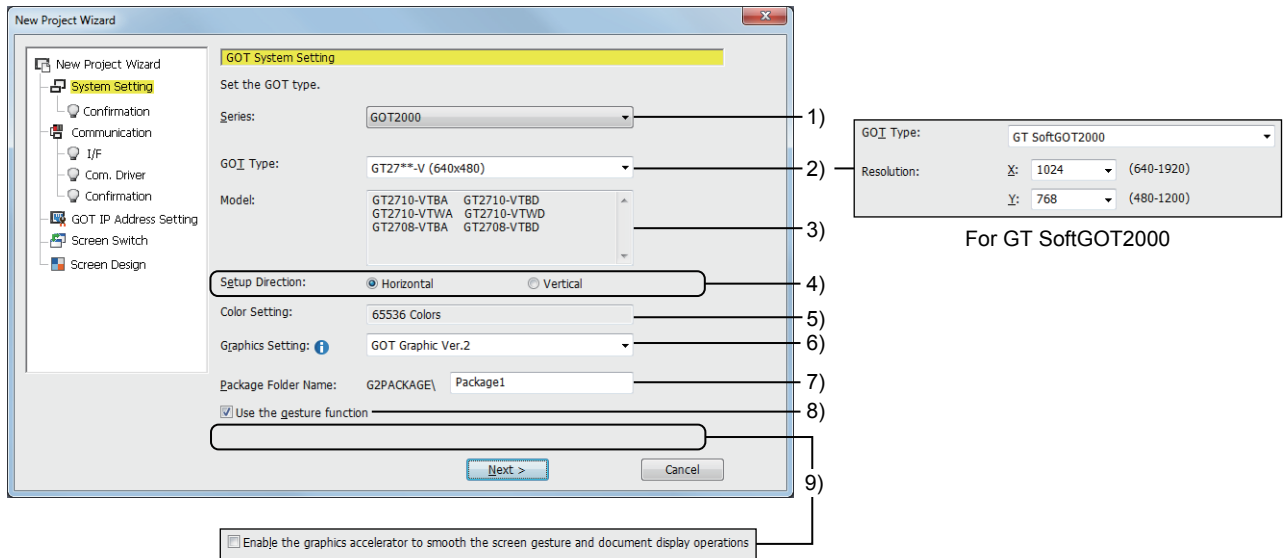 New Project Wizard
New Project Wizard
System Setting
Confirmation
Communication
I/F
Com. Driver
Confirmation
GOT IP Address Setting
Screen Switch
Screen Design
GOT System Setting
Set the GOT type.
Series: GOT2000 1)
GOT Type: GT27**-V (640x480) 2)
Model: GT2710-VTBA GT2710-VTBD
GT2710-VTWA GT2710-VTWD
GT2708-VTBA GT2708-VTBD
3)
Setup Direction: Horizontal Vertical 4)
Color Setting: 65536 Colors 5)
Graphics Setting: GOT Graphic Ver.2 6)
Package Folder Name: G2PACKAGE\ Package1 7)
Use the gesture function 8)
Next > Cancel
9)
Enable the graphics accelerator to smooth the screen gesture and document display operations
GOT Type: GT SoftGOT2000
Resolution: X: 1024 (640-1920)
Y: 768 (480-1200)
For GT SoftGOT2000